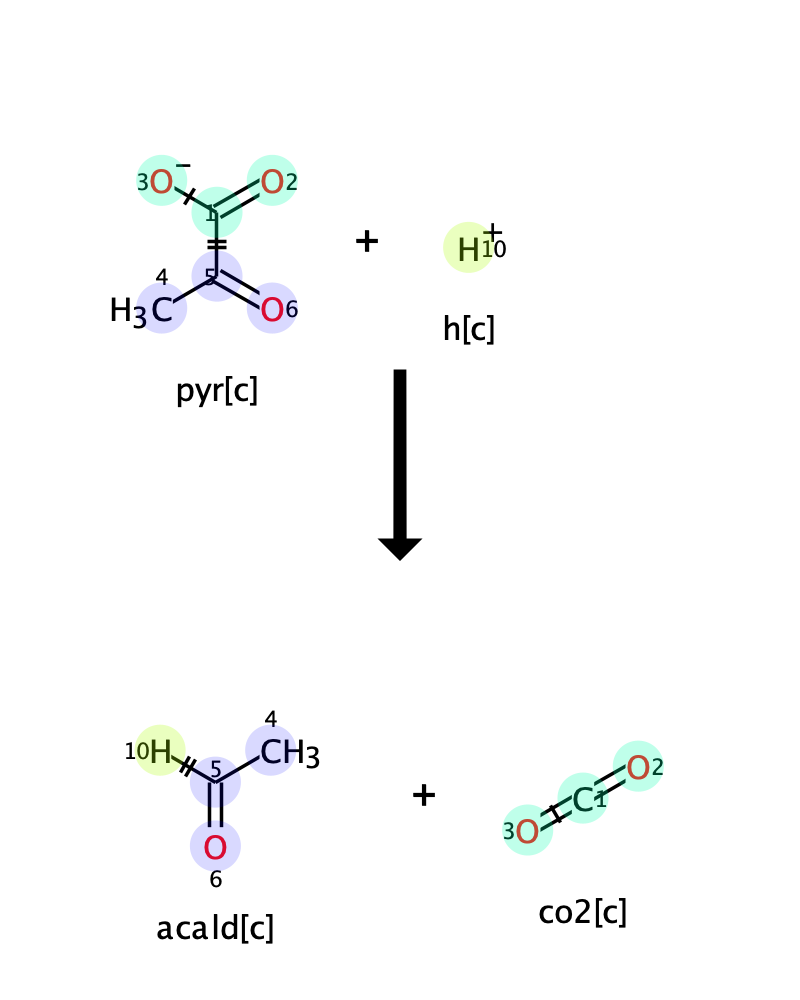 3O− O2
1
+ H+10
4 5
H3C O6
h[c]
pyr[c]
4
10H 5 CH3
+ O2
C1
3O
O
6
co2[c]
acald[c]